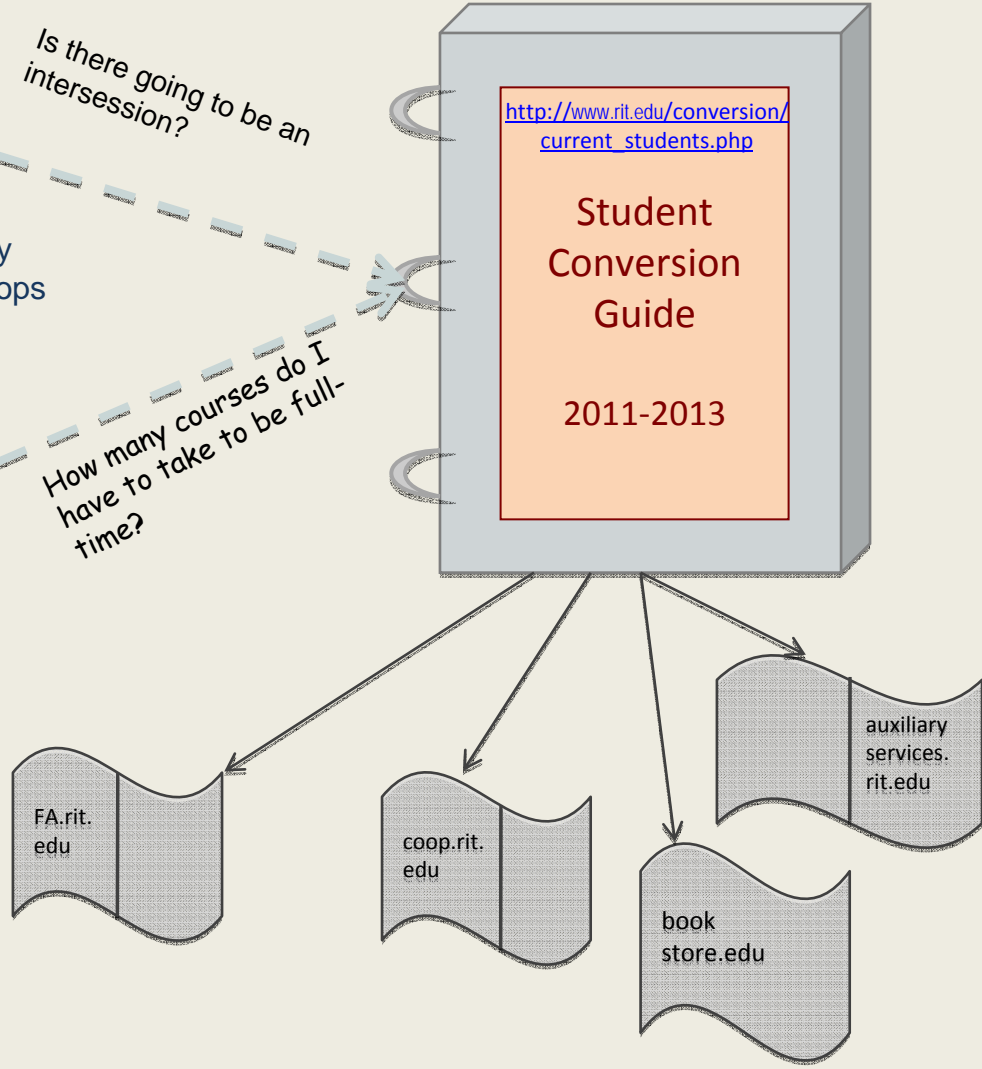 Is there going to be an
intersession?
http://www.rit.edu/conversion/
current_students.php
Student
Conversion
Guide
2011-2013
y
ops
How many courses do I
have to take to be full-
time?
auxiliary
services.
rit.edu
FA.rit.
edu
coop.rit.
edu
book
store.edu